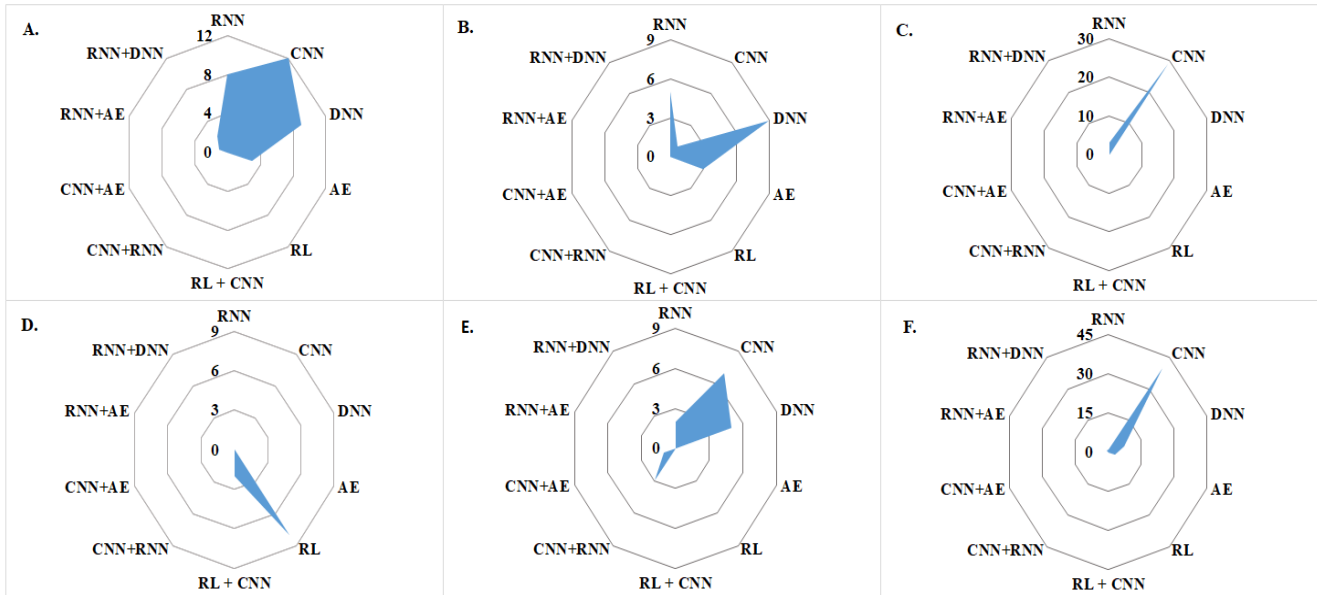 A.
RNN
12
RNN+DNN
CNN
8
RNN+AE
4
DNN
0
CNN+AE
AE
CNN+RNN
RL
RL + CNN
B.
RNN
9
RNN+DNN
CNN
6
RNN+AE
3
DNN
0
CNN+AE
AE
CNN+RNN
RL
RL + CNN
C.
RNN
30
RNN+DNN
CNN
20
RNN+AE
10
DNN
0
CNN+AE
AE
CNN+RNN
RL
RL + CNN
D.
RNN
9
RNN+DNN
CNN
6
RNN+AE
3
DNN
0
CNN+AE
AE
CNN+RNN
RL
RL + CNN
E.
RNN
9
RNN+DNN
CNN
6
RNN+AE
3
DNN
0
CNN+AE
AE
CNN+RNN
RL
RL + CNN
F.
RNN
45
RNN+DNN
CNN
30
RNN+AE
15
DNN
0
CNN+AE
AE
CNN+RNN
RL
RL + CNN